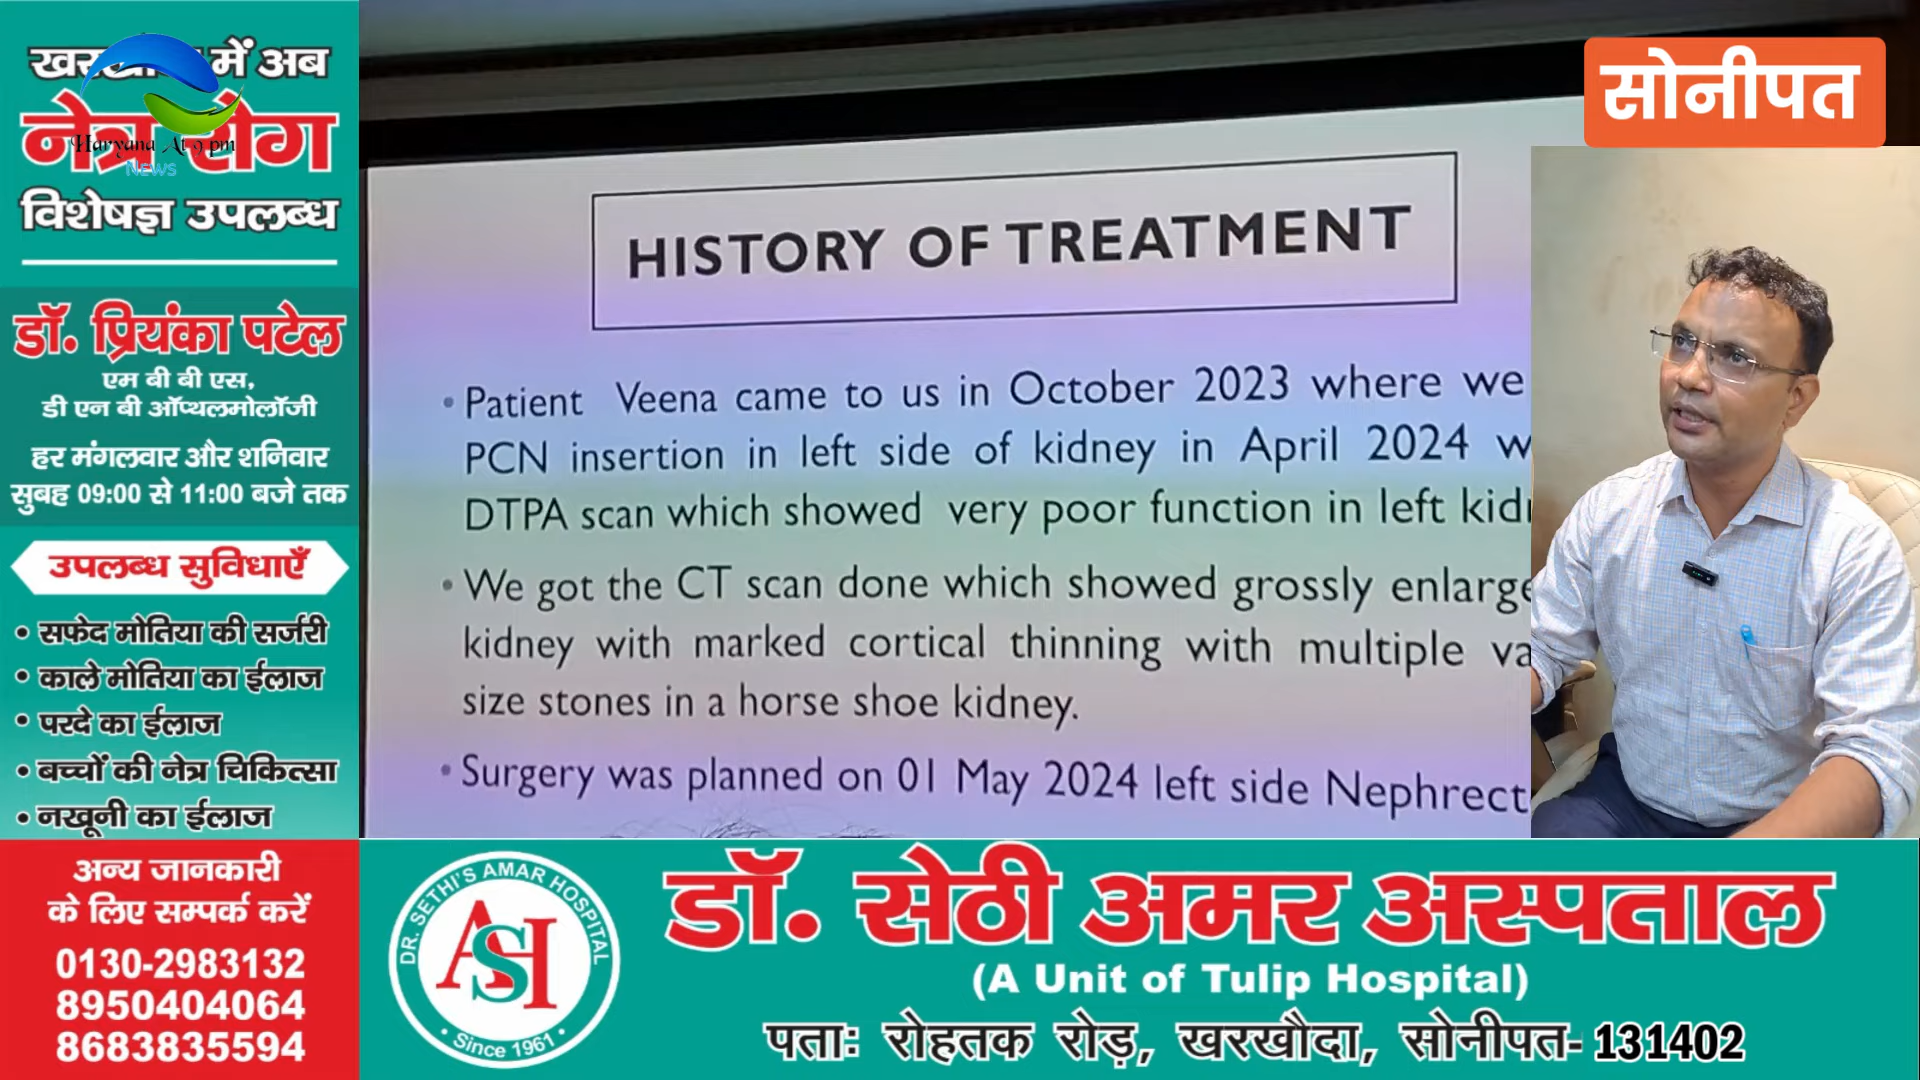 में अब
नेत्र रोग
विशेषज्ञ उपलब्ध
Haryana At 9 pm
News
डॉ. प्रियंका पटेल
एम बी बी एस,
डी एन बी ऑप्थलमोलॉजी
हर मंगलवार और शनिवार
सुबह 09:00 से 11:00 बजे तक
उपलब्ध सुविधाएँ
• सफेद मोतिया की सर्जरी
• काले मोतिया का ईलाज
• परदे का ईलाज
• बच्चों की नेत्र चिकित्सा
• नखूनी का ईलाज
अन्य जानकारी
के लिए सम्पर्क करें
0130-2983132
8950404064
8683835594
सोनीपत
HISTORY OF TREATMENT
• Patient Veena came to us in October 2023 where we
PCN insertion in left side of kidney in April 2024 w
DTPA scan which showed very poor function in left kid
• We got the CT scan done which showed grossly enlarge
kidney with marked cortical thinning with multiple va
size stones in a horse shoe kidney.
• Surgery was planned on 01 May 2024 left side Nephrect
DR. SETHI'S AMAR HOSPITAL
ASH
• Since 1961 •
डॉ. सेठी अमर अस्पताल
(A Unit of Tulip Hospital)
पताः रोहतक रोड़, खरखौदा, सोनीपत- 131402